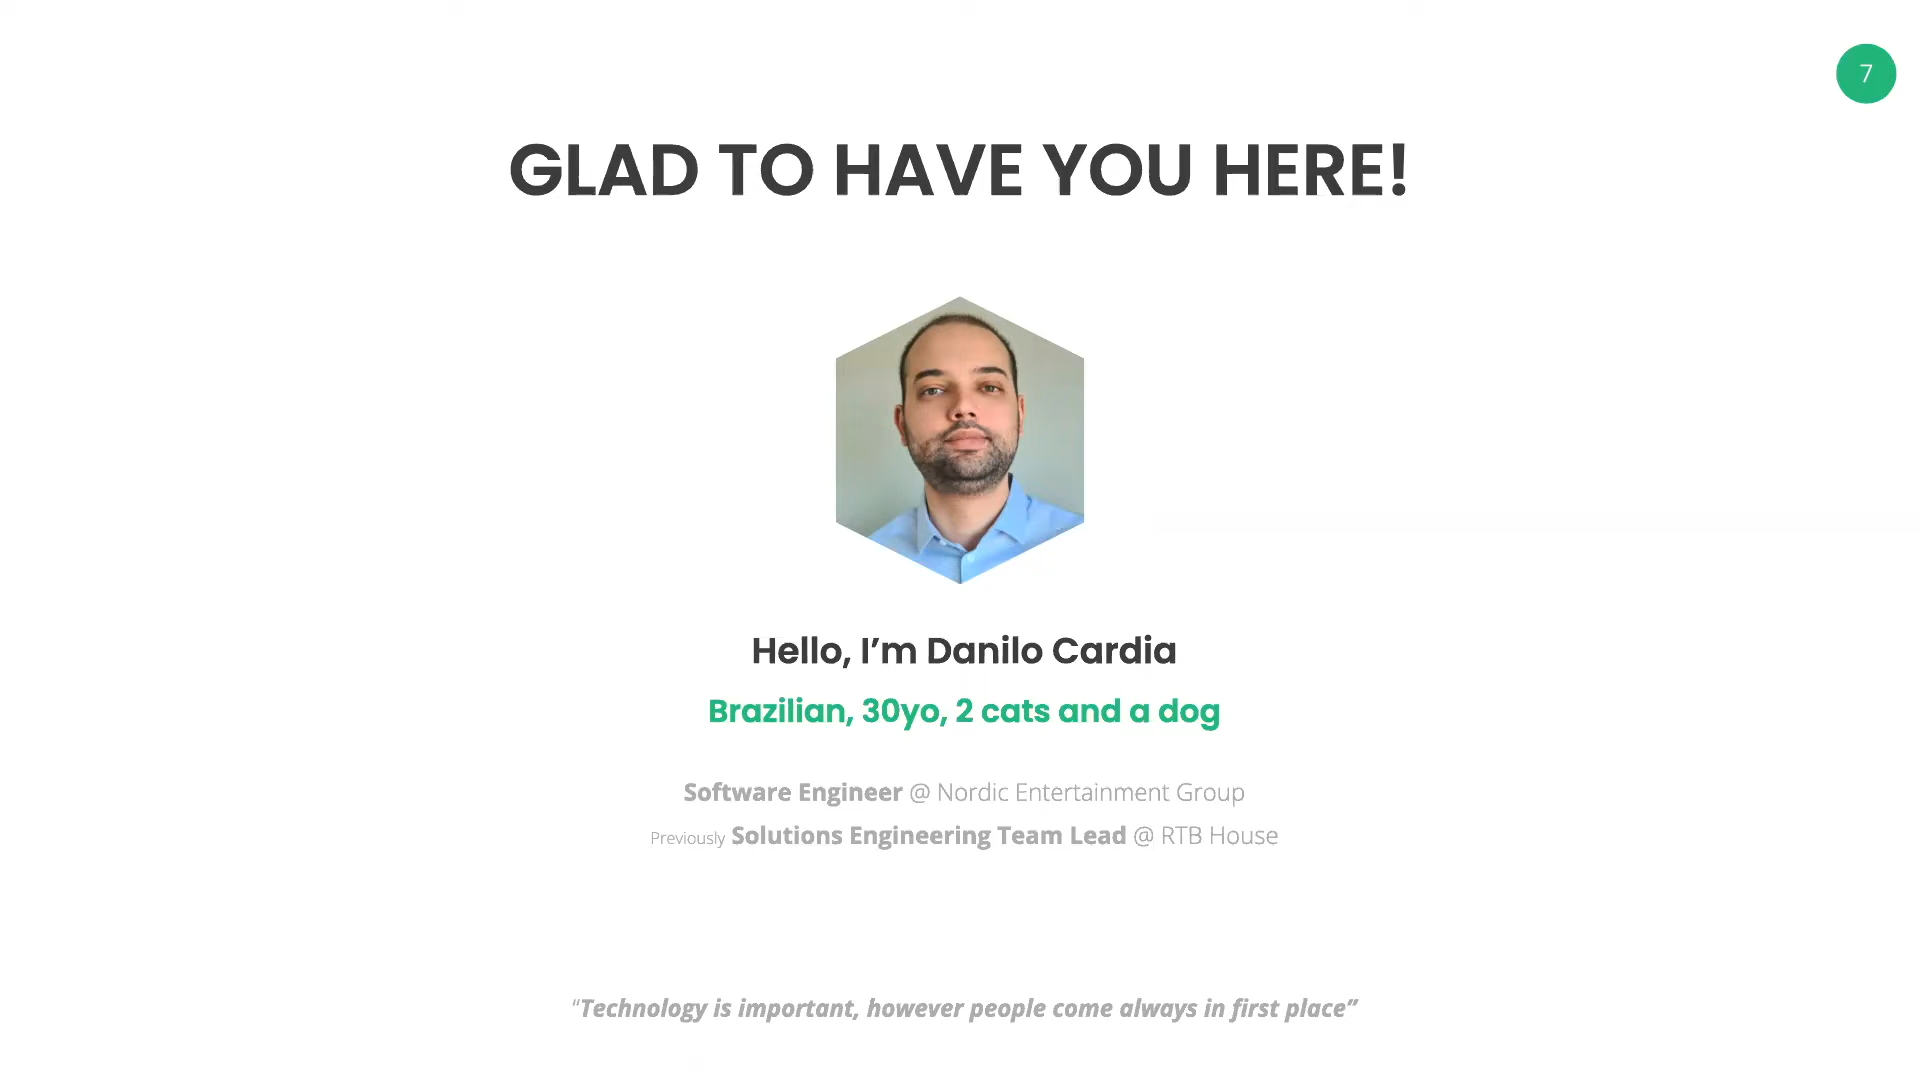 7
GLAD TO HAVE YOU HERE!
Hello, I’m Danilo Cardia
Brazilian, 30yo, 2 cats and a dog
Software Engineer @ Nordic Entertainment Group
Previously Solutions Engineering Team Lead @ RTB House
“Technology is important, however people come always in first place”